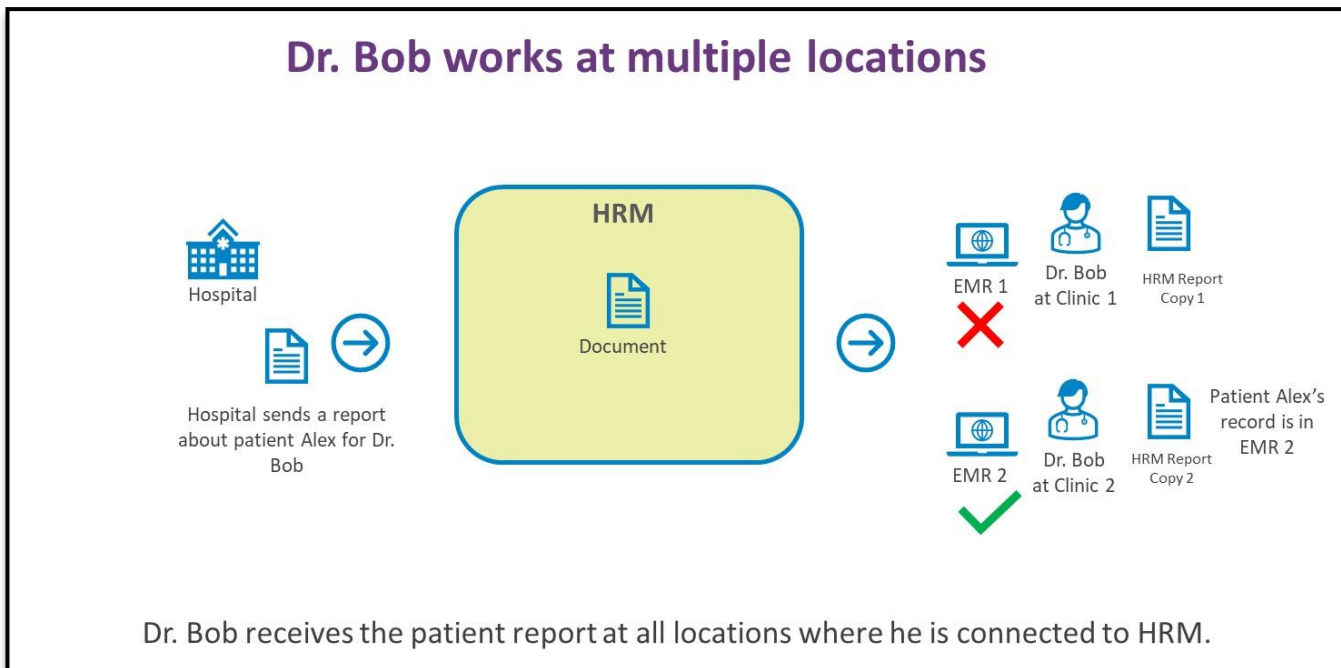 Dr. Bob works at multiple locations
Hospital
Hospital sends a report
about patient Alex for Dr.
Bob
HRM
Document
EMR 1
Dr. Bob
at Clinic 1
HRM Report
Copy 1
EMR 2
Dr. Bob
at Clinic 2
HRM Report
Copy 2
Patient Alex's
record is in
EMR 2
Dr. Bob receives the patient report at all locations where he is connected to HRM.